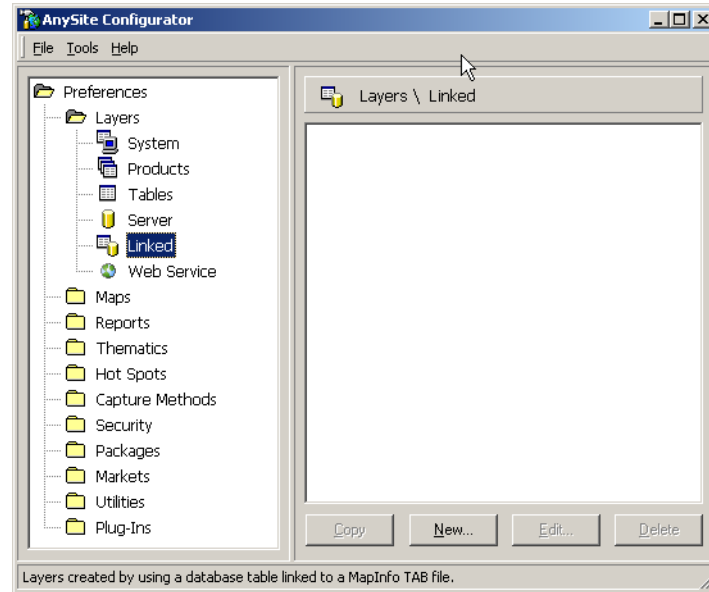 AnySite Configurator
File Tools Help
Preferences
Layers
System
Products
Tables
Server
Linked
Web Service
Maps
Reports
Thematics
Hot Spots
Capture Methods
Security
Packages
Markets
Utilities
Plug-Ins
Layers \ Linked
Copy New... Edit... Delete
Layers created by using a database table linked to a MapInfo TAB file.